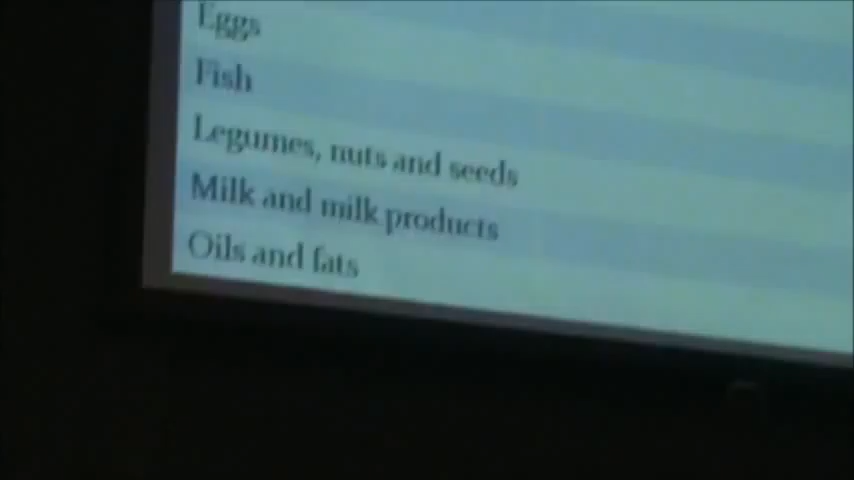 Eggs
Fish
Legumes, nuts and seeds
Milk and milk products
Oils and fats